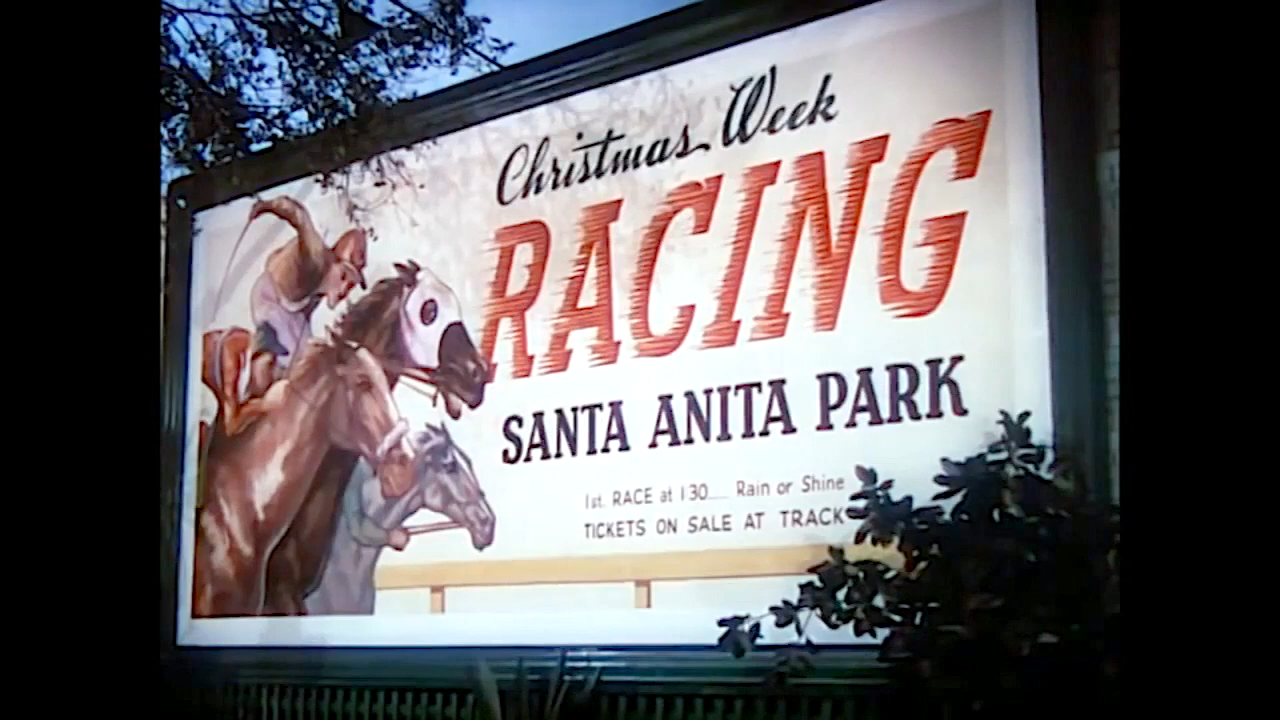 Christmas Week
RACING
SANTA ANITA PARK
1st. RACE at 1 30.... Rain or Shine
TICKETS ON SALE AT TRACK